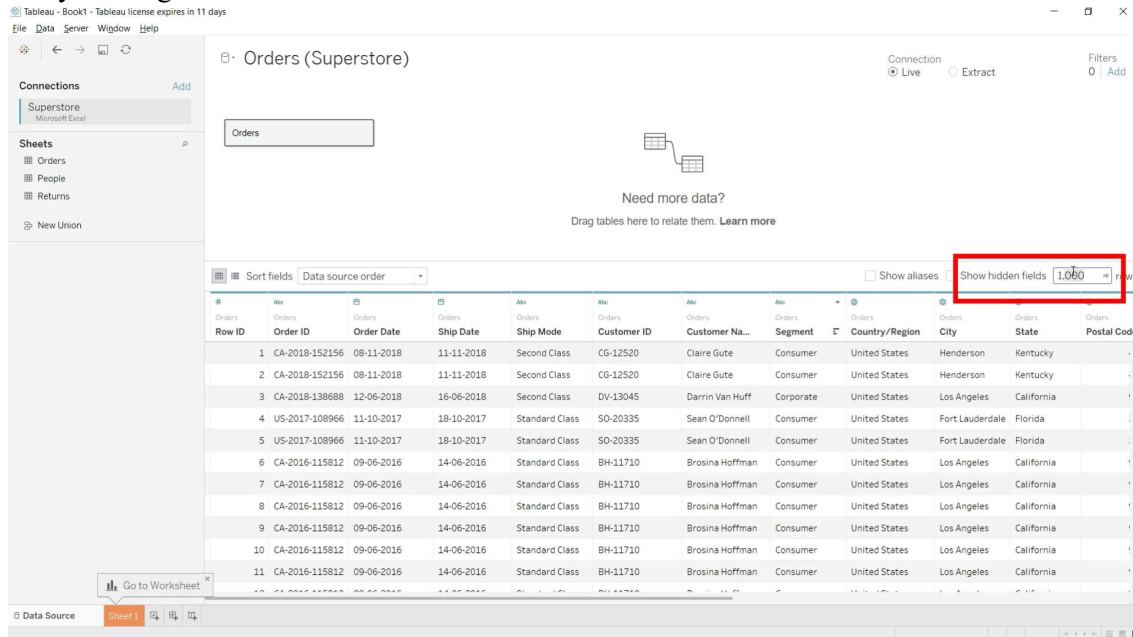 Tableau - Book1 - Tableau license expires in 11 days
File Data Server Window Help
Connections Add
Superstore
Microsoft Excel
Sheets
Orders
People
Returns
New Union
Orders (Superstore)
Connection
Live Extract
Filters
0 Add
Orders
Need more data?
Drag tables here to relate them. Learn more
Sort fields Data source order
Show aliases Show hidden fields 1,000
# Abc Abc Abc Abc Abc
Orders Orders Orders Orders Orders Orders Orders Orders Orders Orders Orders Orders
Row ID Order ID Order Date Ship Date Ship Mode Customer ID Customer Na... Segment Country/Region City State Postal Code
1 CA-2018-152156 08-11-2018 11-11-2018 Second Class CG-12520 Claire Gute Consumer United States Henderson Kentucky
2 CA-2018-152156 08-11-2018 11-11-2018 Second Class CG-12520 Claire Gute Consumer United States Henderson Kentucky
3 CA-2018-138688 12-06-2018 16-06-2018 Second Class DV-13045 Darrin Van Huff Corporate United States Los Angeles California
4 US-2017-108966 11-10-2017 18-10-2017 Standard Class SO-20335 Sean O'Donnell Consumer United States Fort Lauderdale Florida
5 US-2017-108966 11-10-2017 18-10-2017 Standard Class SO-20335 Sean O'Donnell Consumer United States Fort Lauderdale Florida
6 CA-2016-115812 09-06-2016 14-06-2016 Standard Class BH-11710 Brosina Hoffman Consumer United States Los Angeles California
7 CA-2016-115812 09-06-2016 14-06-2016 Standard Class BH-11710 Brosina Hoffman Consumer United States Los Angeles California
8 CA-2016-115812 09-06-2016 14-06-2016 Standard Class BH-11710 Brosina Hoffman Consumer United States Los Angeles California
9 CA-2016-115812 09-06-2016 14-06-2016 Standard Class BH-11710 Brosina Hoffman Consumer United States Los Angeles California
10 CA-2016-115812 09-06-2016 14-06-2016 Standard Class BH-11710 Brosina Hoffman Consumer United States Los Angeles California
11 CA-2016-115812 09-06-2016 14-06-2016 Standard Class BH-11710 Brosina Hoffman Consumer United States Los Angeles California
Go to Worksheet
Data Source Sheet 1